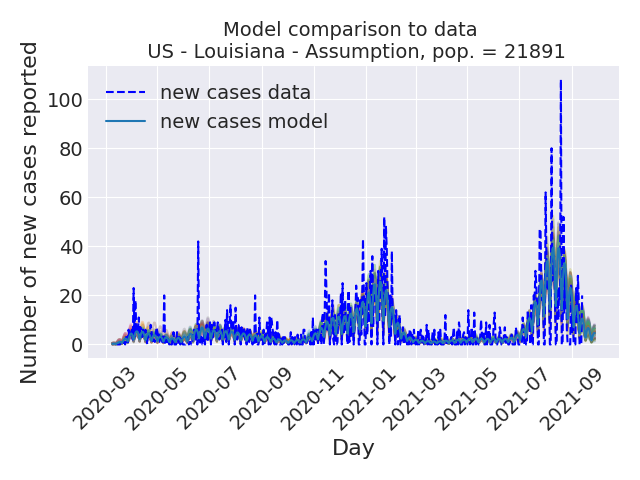 Model comparison to data
US - Louisiana - Assumption, pop. = 21891
new cases data
new cases model
Number of new cases reported
100
80
60
40
20
0
2020-03
2020-05
2020-07
2020-09
2020-11
2021-01
2021-03
2021-05
2021-07
2021-09
Day